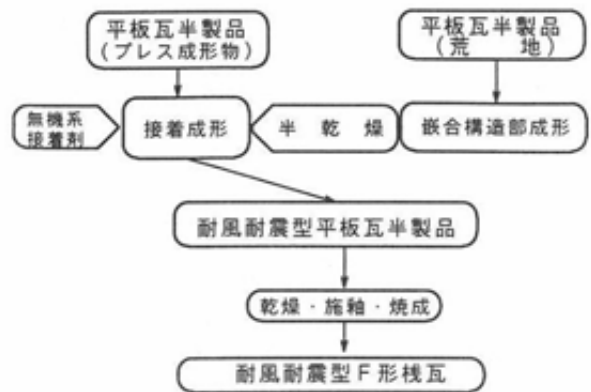 平板瓦半製品
(プレス成形物)
平板瓦半製品
(荒　　地)
無機系
接着剤
接着成形
半　乾　燥
嵌合構造部成形
耐風耐震型平板瓦半製品
乾燥・施釉・焼成
耐風耐震型F形桟瓦